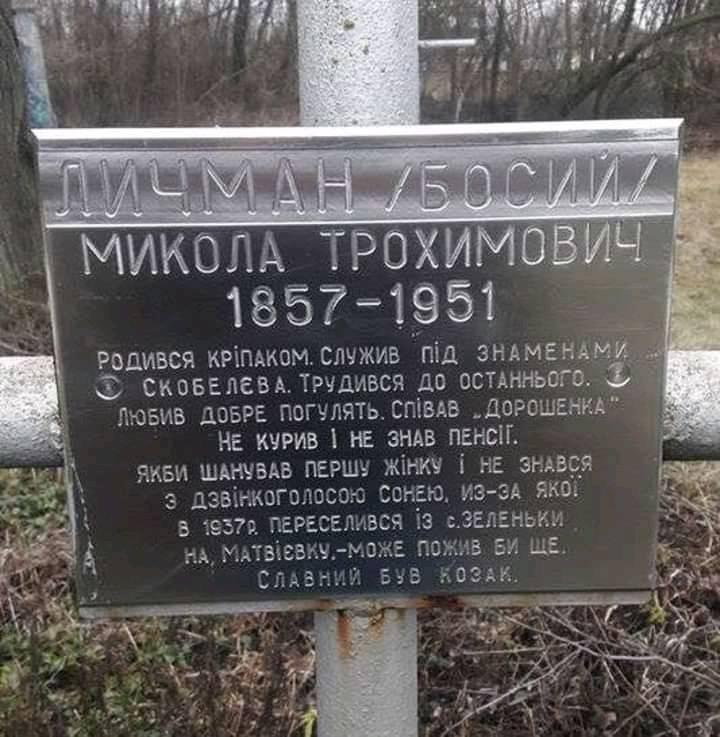 ЛИЧМАН /БОСИЙ/
МИКОЛА ТРОХИМОВИЧ
1857-1951
РОДИВСЯ КРІПАКОМ. СЛУЖИВ ПІД ЗНАМЕНАМИ
СКОБЕЛЄВА. ТРУДИВСЯ ДО ОСТАННЬОГО.
ЛЮБИВ ДОБРЕ ПОГУЛЯТЬ. СПІВАВ „ДОРОШЕНКА"
НЕ КУРИВ І НЕ ЗНАВ ПЕНСІЇ.
ЯКБИ ШАНУВАВ ПЕРШУ ЖІНКУ І НЕ ЗНАВСЯ
З ДЗВІНКОГОЛОСОЮ СОНЕЮ, ИЗ-ЗА ЯКОЇ
В 1937р. ПЕРЕСЕЛИВСЯ ІЗ с.ЗЕЛЕНЬКИ
НА, МАТВІЄВКУ,-МОЖЕ ПОЖИВ БИ ЩЕ.
СЛАВНИЙ БУВ КОЗАК.